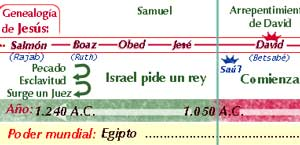 Genealogía de Jesús:
Samuel
Arrepentimiento de David
Salmón Boaz Obed Jesé David
(Rajab) (Ruth) (Betsabé)
Pecado
Esclavitud
Surge un Juez
Israel pide un rey
Saúl
Comienza
Año: 1.240 A.C. 1.050 A.C.
Poder mundial: Egipto